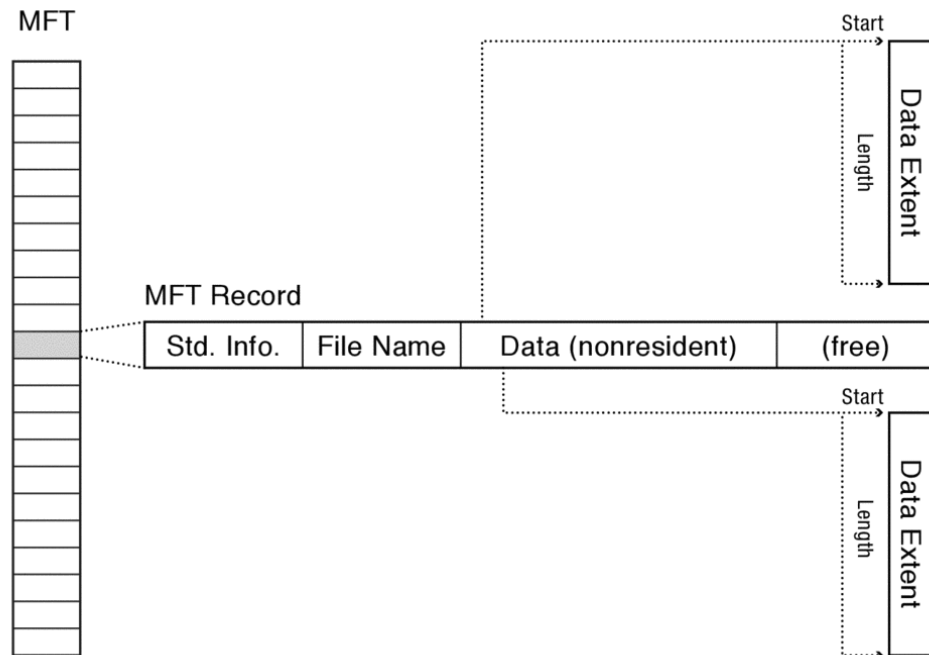 MFT
Start
Length
Data Extent
MFT Record
Std. Info.
File Name
Data (nonresident)
(free)
Start
Length
Data Extent